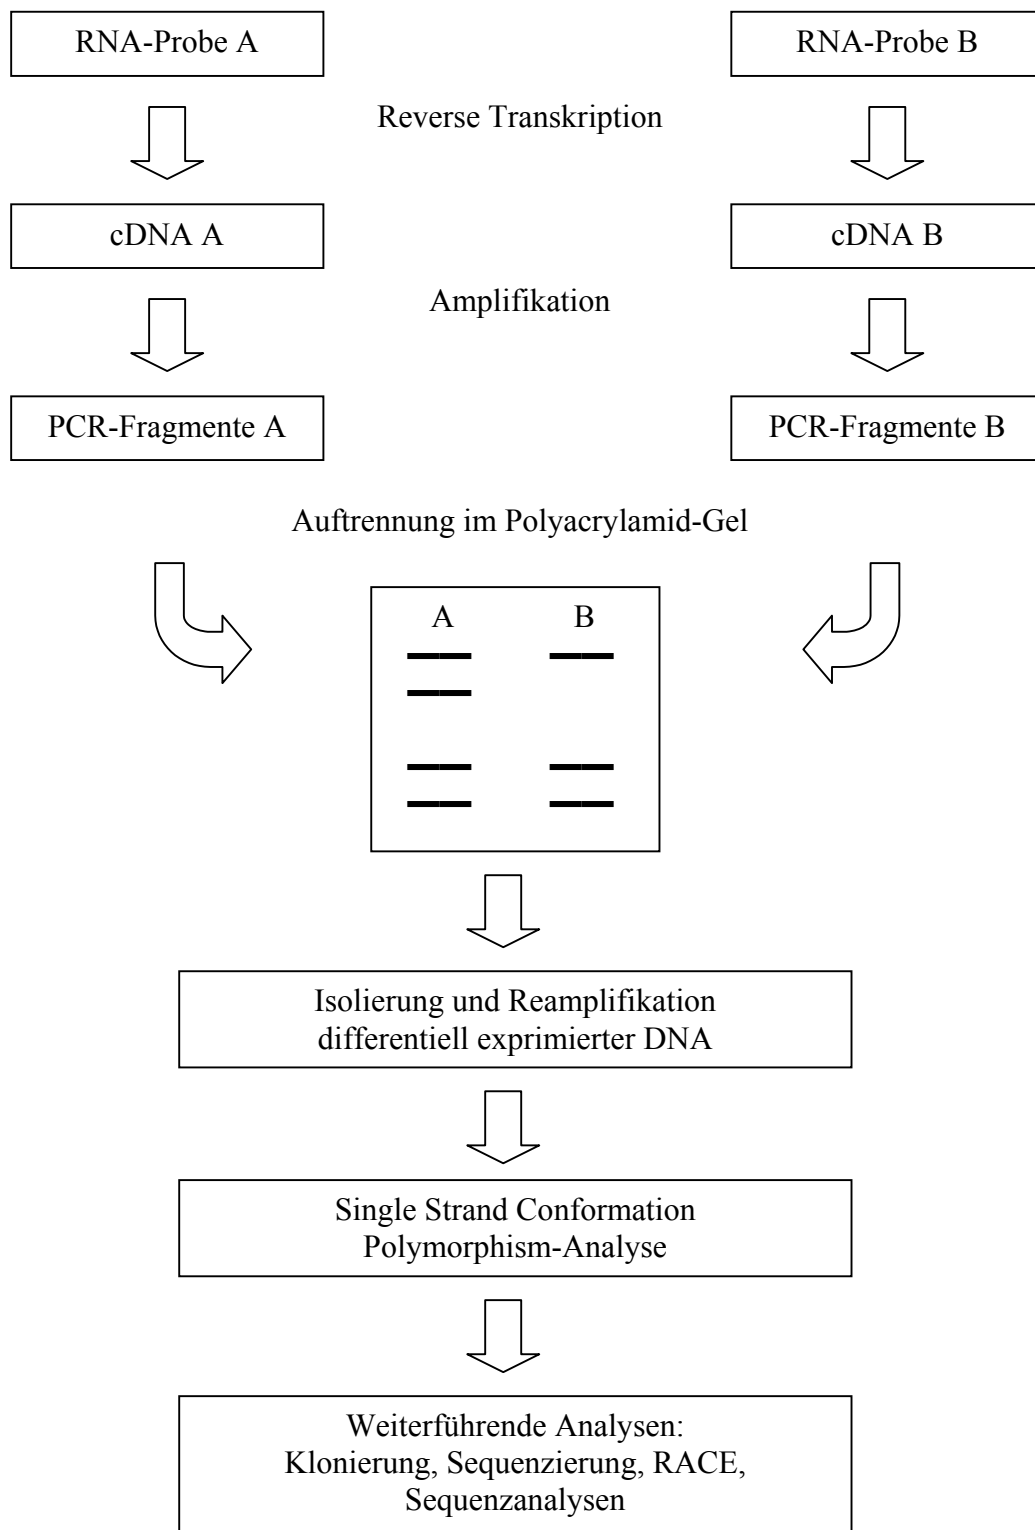 RNA-Probe A
RNA-Probe B
Reverse Transkription
cDNA A
cDNA B
Amplifikation
PCR-Fragmente A
PCR-Fragmente B
Auftrennung im Polyacrylamid-Gel
A
B
Isolierung und Reamplifikation
differentiell exprimierter DNA
Single Strand Conformation
Polymorphism-Analyse
Weiterführende Analysen:
Klonierung, Sequenzierung, RACE,
Sequenzanalysen